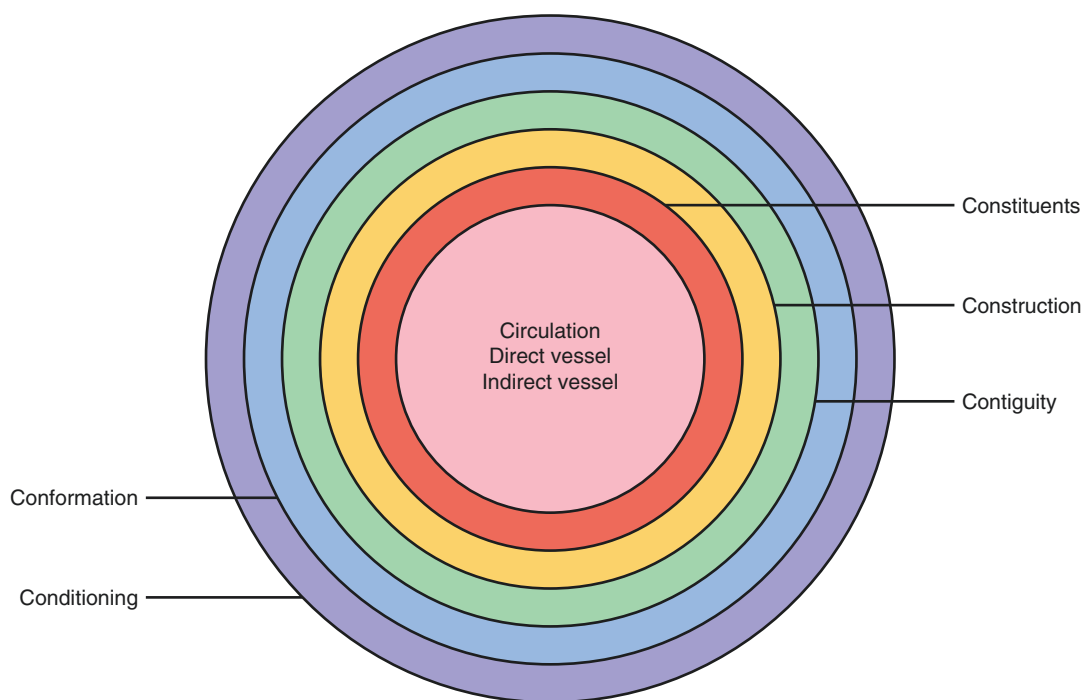 Constituents
Construction
Circulation
Direct vessel
Indirect vessel
Contiguity
Conformation
Conditioning